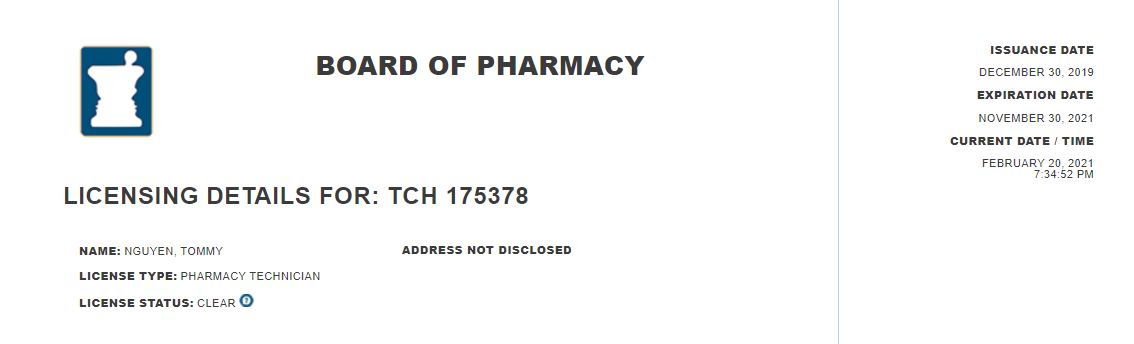 BOARD OF PHARMACY
LICENSING DETAILS FOR: TCH 175378
NAME: NGUYEN, TOMMY
LICENSE TYPE: PHARMACY TECHNICIAN
LICENSE STATUS: CLEAR
ADDRESS NOT DISCLOSED
ISSUANCE DATE
DECEMBER 30, 2019
EXPIRATION DATE
NOVEMBER 30, 2021
CURRENT DATE / TIME
FEBRUARY 20, 2021
7:34:52 PM